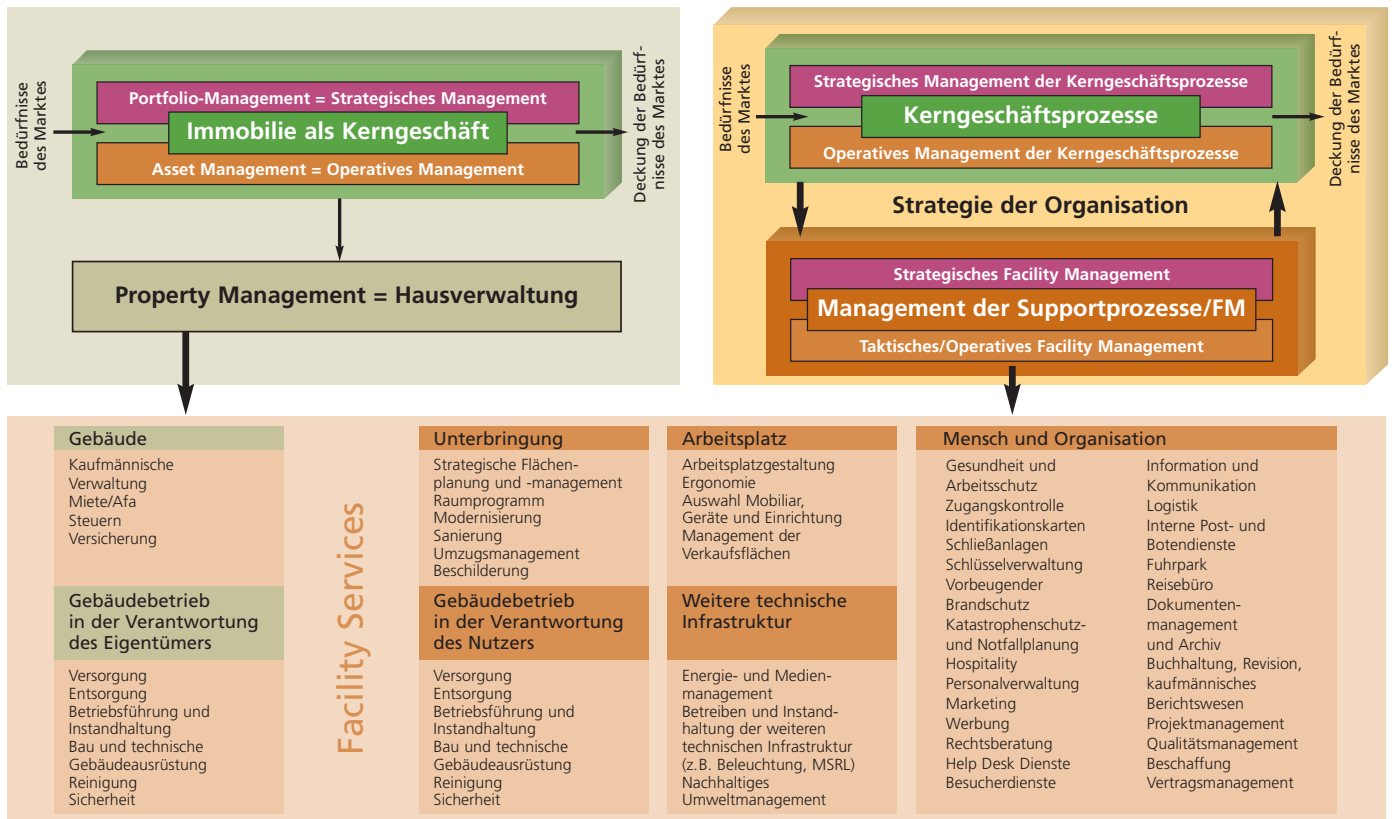 Bedürfnisse
des Marktes
Portfolio-Management = Strategisches Management
Immobilie als Kerngeschäft
Asset Management = Operatives Management
Deckung der Bedürf-
nisse des Marktes
Property Management = Hausverwaltung
Bedürfnisse
des Marktes
Strategisches Management der Kerngeschäftsprozesse
Kerngeschäftsprozesse
Operatives Management der Kerngeschäftsprozesse
Deckung der Bedürf-
nisse des Marktes
Strategie der Organisation
Strategisches Facility Management
Management der Supportprozesse/FM
Taktisches/Operatives Facility Management
Gebäude
Kaufmännische
Verwaltung
Miete/Afa
Steuern
Versicherung
Gebäudebetrieb
in der Verantwortung
des Eigentümers
Versorgung
Entsorgung
Betriebsführung und
Instandhaltung
Bau und technische
Gebäudeausrüstung
Reinigung
Sicherheit
Facility Services
Unterbringung
Strategische Flächen-
planung und -management
Raumprogramm
Modernisierung
Sanierung
Umzugsmanagement
Beschilderung
Gebäudebetrieb
in der Verantwortung
des Nutzers
Versorgung
Entsorgung
Betriebsführung und
Instandhaltung
Bau und technische
Gebäudeausrüstung
Reinigung
Sicherheit
Arbeitsplatz
Arbeitsplatzgestaltung
Ergonomie
Auswahl Mobiliar,
Geräte und Einrichtung
Management der
Verkaufsflächen
Weitere technische
Infrastruktur
Energie- und Medien-
management
Betreiben und Instand-
haltung der weiteren
technischen Infrastruktur
(z.B. Beleuchtung, MSRL)
Nachhaltiges
Umweltmanagement
Mensch und Organisation
Gesundheit und
Arbeitsschutz
Zugangskontrolle
Identifikationskarten
Schließanlagen
Schlüsselverwaltung
Vorbeugender
Brandschutz
Katastrophenschutz-
und Notfallplanung
Hospitality
Personalverwaltung
Marketing
Werbung
Rechtsberatung
Help Desk Dienste
Besucherdienste
Information und
Kommunikation
Logistik
Interne Post- und
Botendienste
Fuhrpark
Reisebüro
Dokumenten-
management
und Archiv
Buchhaltung, Revision,
kaufmännisches
Berichtswesen
Projektmanagement
Qualitätsmanagement
Beschaffung
Vertragsmanagement